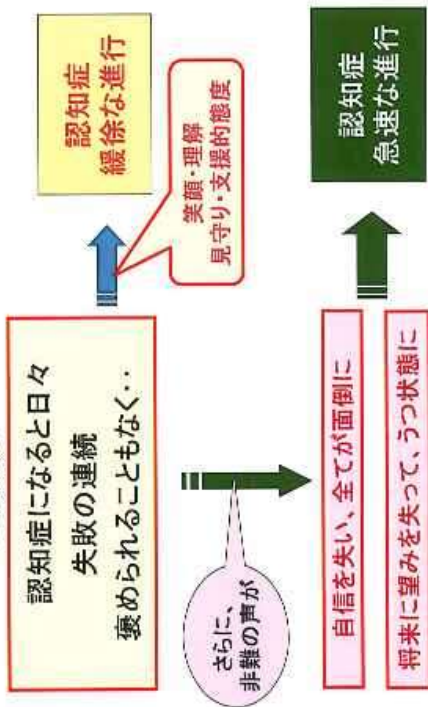 認知症になると日々
失敗の連続
褒められることもなく‥
笑顔・理解
見守り・支援的態度
認知症
緩徐な進行
さらに、
非難の声が
自信を失い、全てが面倒に
将来に望みを失って、うつ状態に
認知症
急速な進行